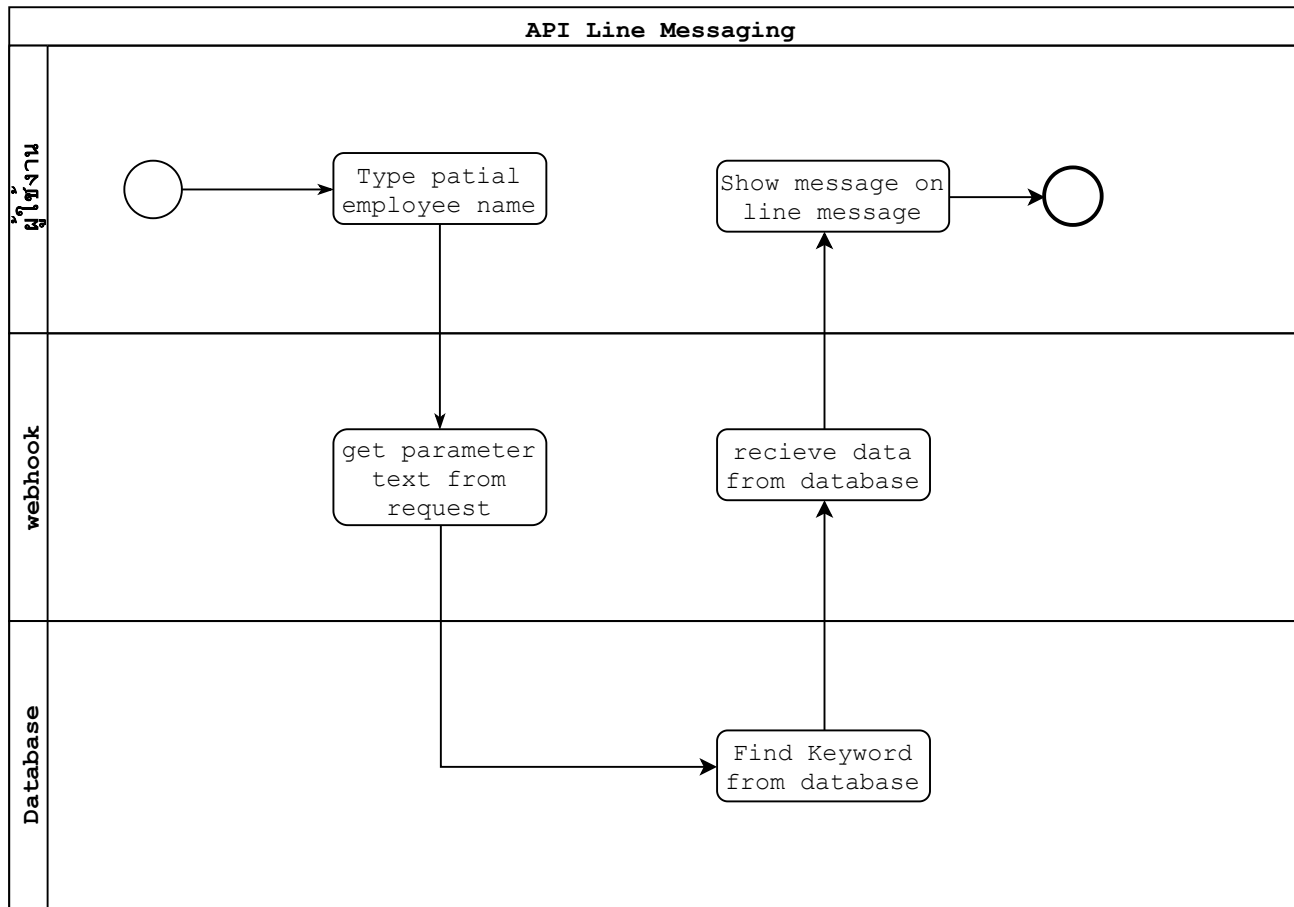 API Line Messaging
ผู้ใช้งาน
Type patial
employee name
Show message on
line message
webhook
get parameter
text from
request
recieve data
from database
Database
Find Keyword
from database